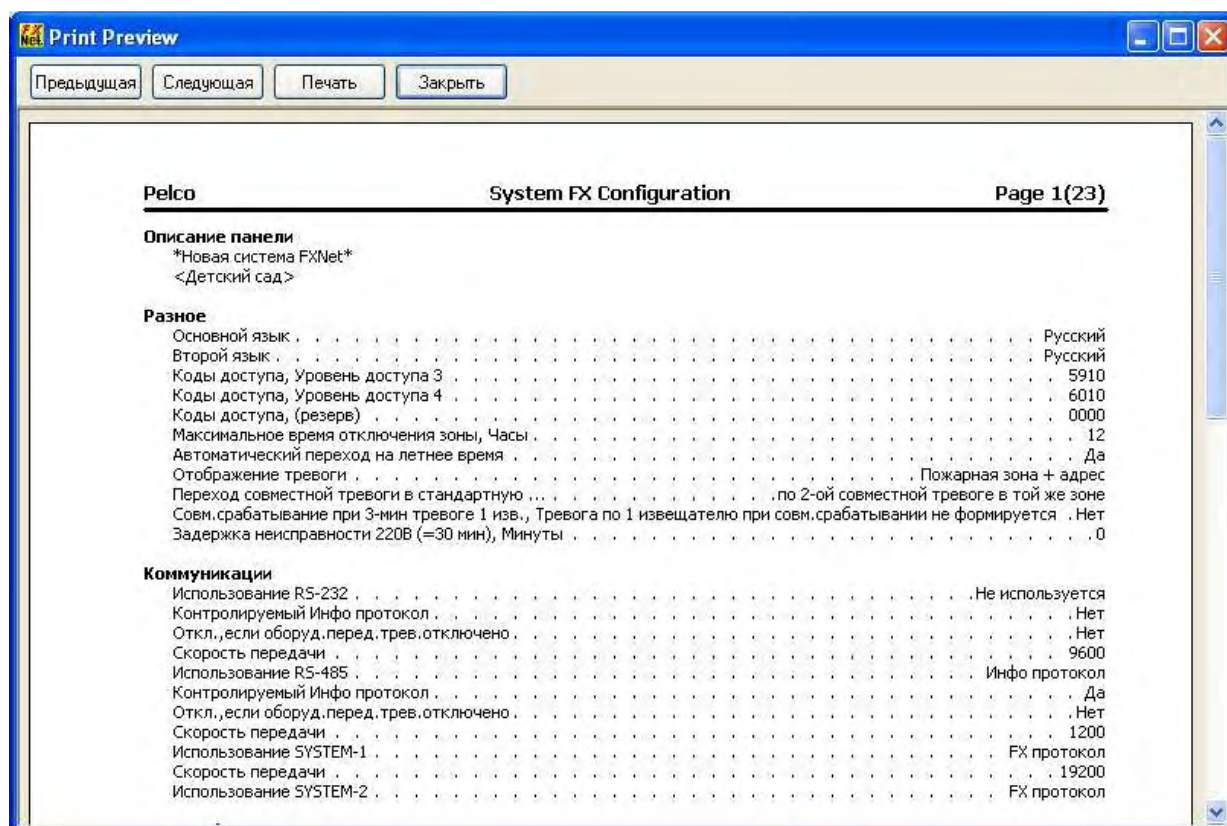 FX Net Print Preview
Предыдущая Следующая Печать Закрыть
Pelco System FX Configuration Page 1(23)
Описание панели
*Новая система FXNet*
<Детский сад>
Разное
Основной язык . . . . . . . . . . Русский
Второй язык . . . . . . . . . . Русский
Коды доступа, Уровень доступа 3 . . . . . . . . . . 5910
Коды доступа, Уровень доступа 4 . . . . . . . . . . 6010
Коды доступа, (резерв) . . . . . . . . . . 0000
Максимальное время отключения зоны, Часы . . . . . . . . . . 12
Автоматический переход на летнее время . . . . . . . . . . Да
Отображение тревоги . . . . . . . . . . Пожарная зона + адрес
Переход совместной тревоги в стандартную ... . . . . . . . . . . .по 2-ой совместной тревоге в той же зоне
Совм.срабатывание при 3-мин тревоге 1 изв., Тревога по 1 извещателю при совм.срабатывании не формируется . Нет
Задержка неисправности 220В (=30 мин), Минуты . . . . . . . . . . 0
Коммуникации
Использование RS-232 . . . . . . . . . . Не используется
Контролируемый Инфо протокол . . . . . . . . . . Нет
Откл.,если оборуд.перед.трев.отключено . . . . . . . . . . Нет
Скорость передачи . . . . . . . . . . 9600
Использование RS-485 . . . . . . . . . . Инфо протокол
Контролируемый Инфо протокол . . . . . . . . . . Да
Откл.,если оборуд.перед.трев.отключено . . . . . . . . . . Нет
Скорость передачи . . . . . . . . . . 1200
Использование SYSTEM-1 . . . . . . . . . . FX протокол
Скорость передачи . . . . . . . . . . 19200
Использование SYSTEM-2 . . . . . . . . . . FX протокол